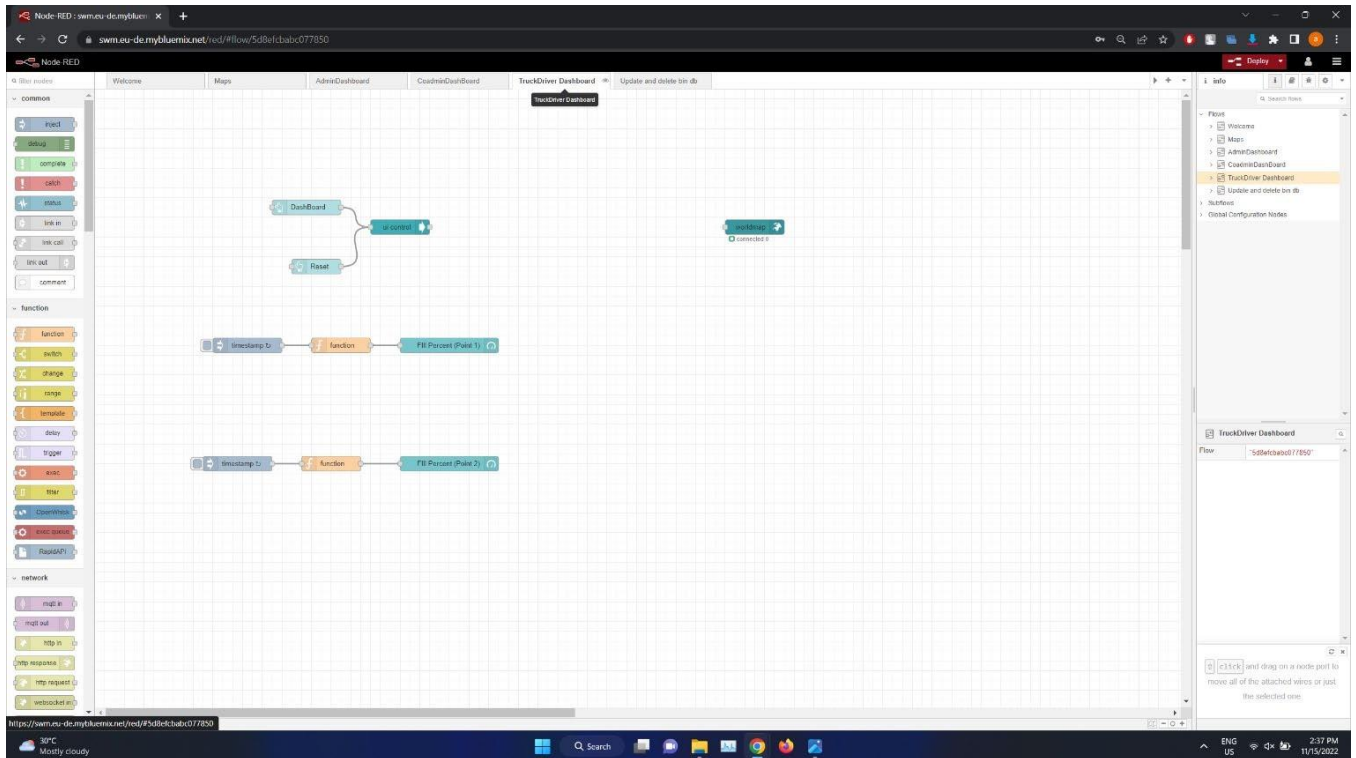 Node-RED : swm.eu-de.mybluem
swm.eu-de.mybluemix.net/red/#flow/5d8efcbabc077850
Node-RED
Deploy
filter nodes
Welcome
Maps
AdminDashboard
CoadminDashBoard
TruckDriver Dashboard
Update and delete bin db
TruckDriver Dashboard
common
inject
debug
complete
catch
status
link in
link call
link out
comment
function
function
switch
change
range
template
delay
trigger
exec
filter
OpenWhisk
exec queue
RapidAPI
network
mqtt in
mqtt out
http in
http response
http request
websocket in
DashBoard
ui control
Reset
worldmap
connected 0
timestamp ↻
function
Fill Percent (Point 1)
timestamp ↻
function
Fill Percent (Point 2)
info
Search flows
Flows
Welcome
Maps
AdminDashboard
CoadminDashBoard
TruckDriver Dashboard
Update and delete bin db
Subflows
Global Configuration Nodes
TruckDriver Dashboard
Flow
"5d8efcbabc077850"
click and drag on a node port to
move all of the attached wires or just
the selected one
https://swm.eu-de.mybluemix.net/red/#5d8efcbabc077850
30°C
Mostly cloudy
Search
ENG
US
2:37 PM
11/15/2022